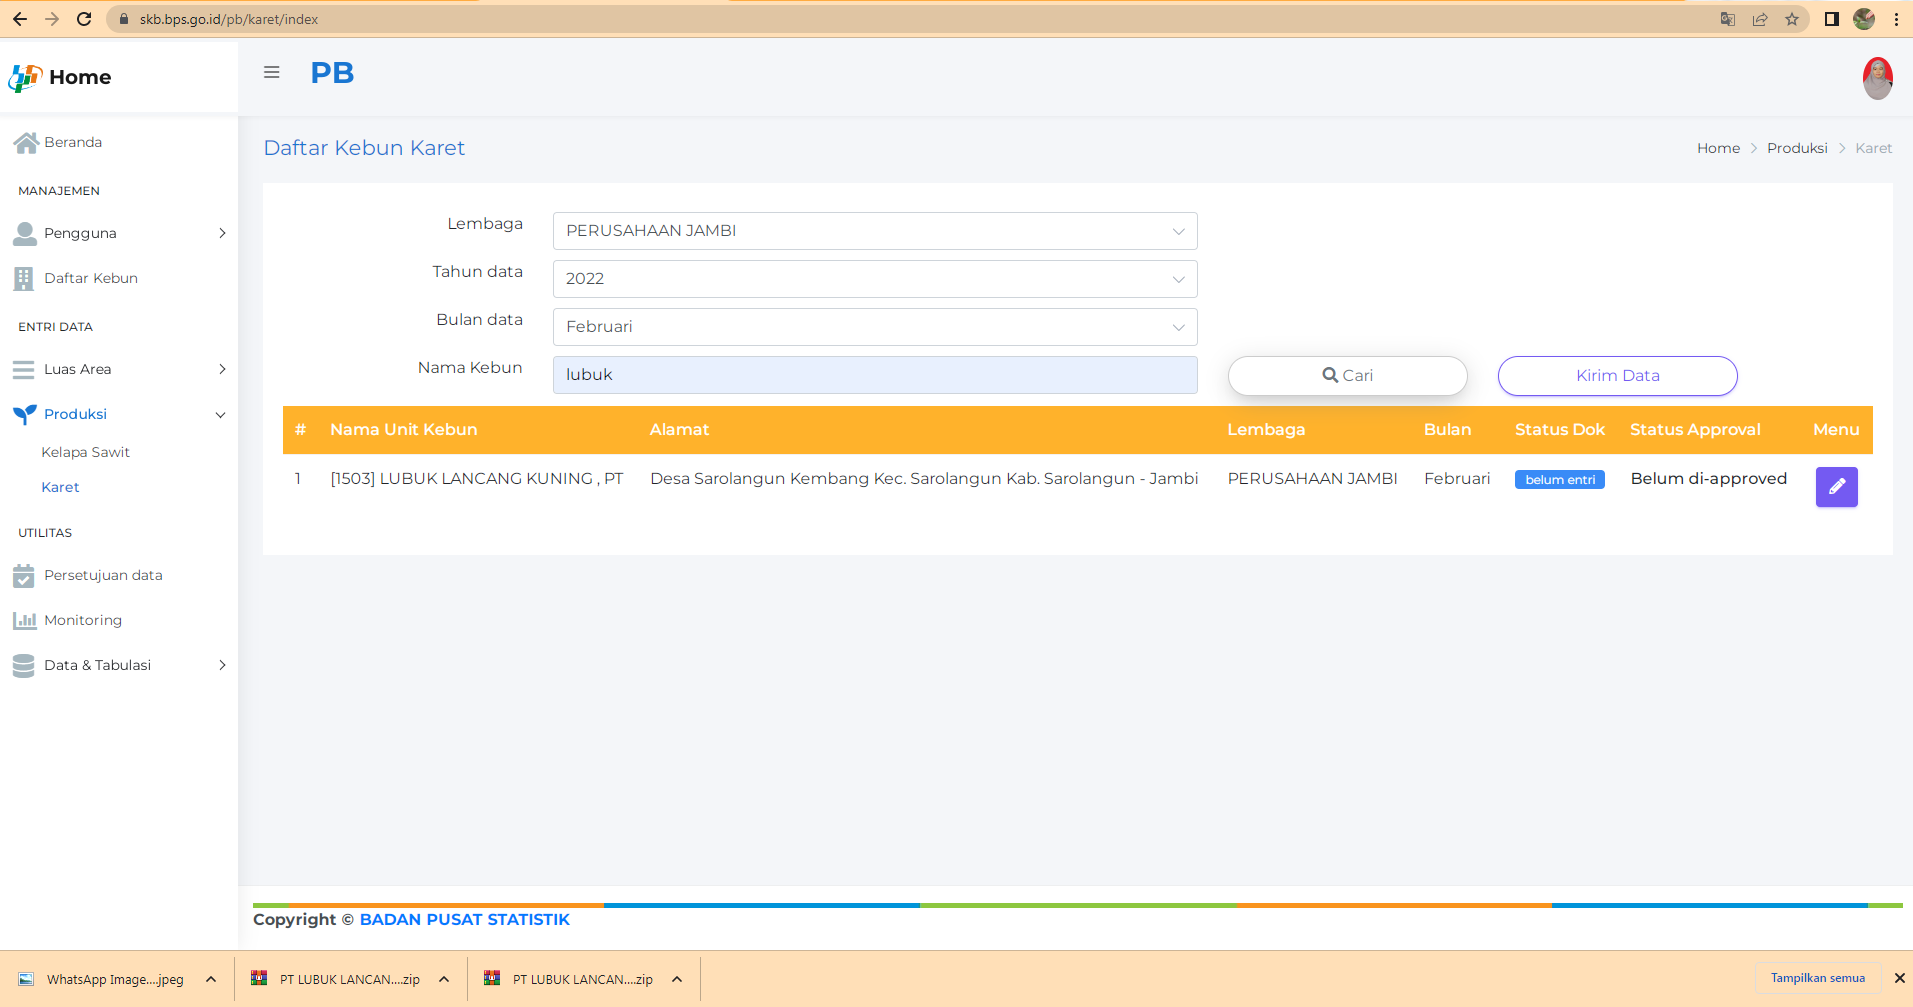 skb.bps.go.id/pb/karet/index
Home
PB
Beranda
MANAJEMEN
Pengguna
Daftar Kebun
ENTRI DATA
Luas Area
Produksi
Kelapa Sawit
Karet
UTILITAS
Persetujuan data
Monitoring
Data & Tabulasi
Daftar Kebun Karet
Home > Produksi > Karet
Lembaga PERUSAHAAN JAMBI
Tahun data 2022
Bulan data Februari
Nama Kebun lubuk Cari Kirim Data
# Nama Unit Kebun Alamat Lembaga Bulan Status Dok Status Approval Menu
1 [1503] LUBUK LANCANG KUNING , PT Desa Sarolangun Kembang Kec. Sarolangun Kab. Sarolangun - Jambi PERUSAHAAN JAMBI Februari belum entri Belum di-approved
Copyright © BADAN PUSAT STATISTIK
WhatsApp Image....jpeg PT LUBUK LANCAN....zip PT LUBUK LANCAN....zip Tampilkan semua